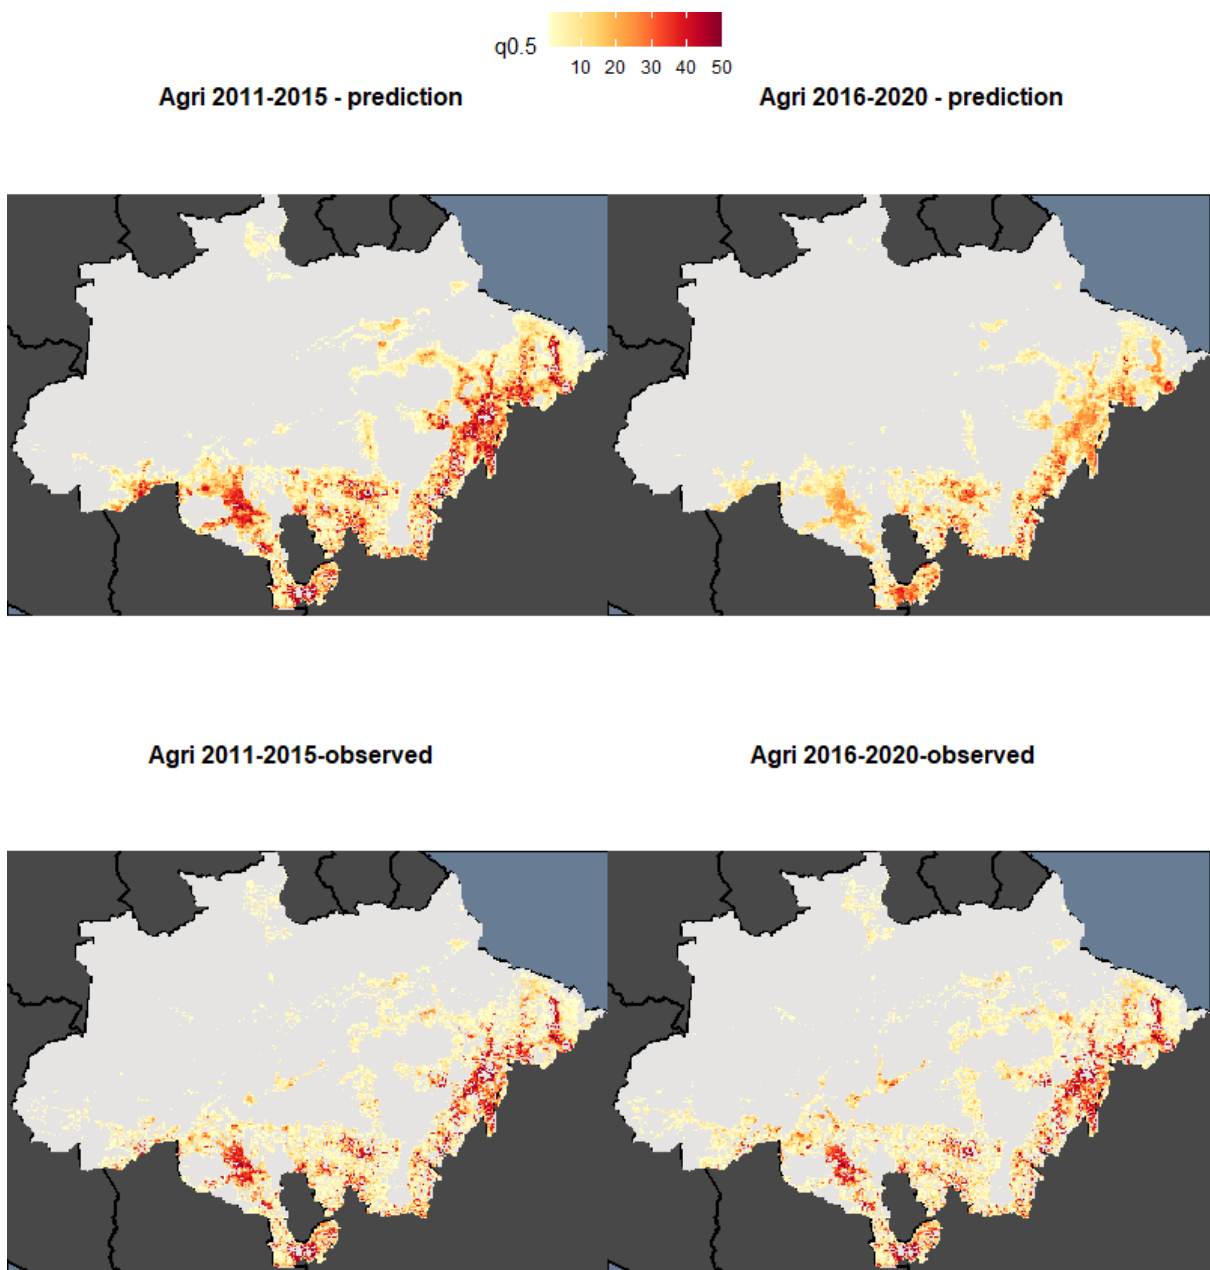 q0.5
10 20 30 40 50
Agri 2011-2015 - prediction
Agri 2016-2020 - prediction
Agri 2011-2015-observed
Agri 2016-2020-observed